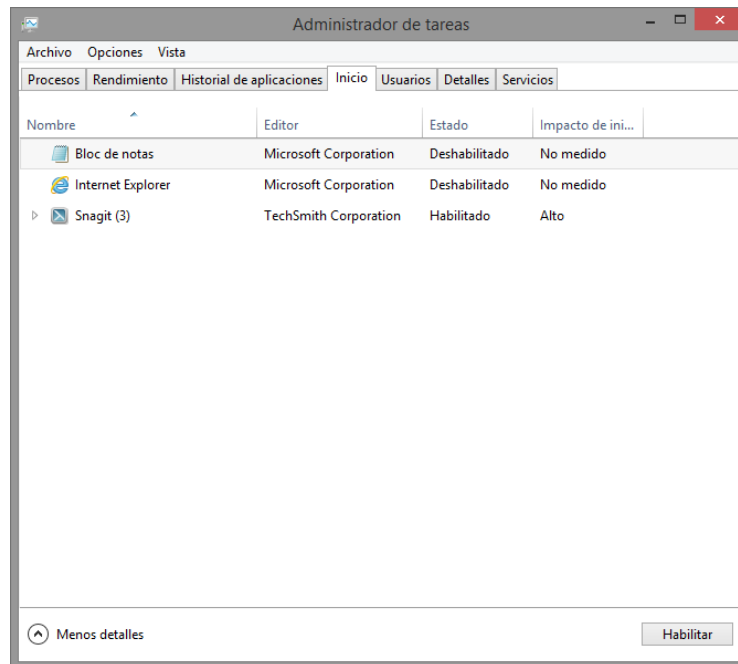 Administrador de tareas
Archivo Opciones Vista
Procesos Rendimiento Historial de aplicaciones Inicio Usuarios Detalles Servicios
Nombre Editor Estado Impacto de ini...
Bloc de notas Microsoft Corporation Deshabilitado No medido
Internet Explorer Microsoft Corporation Deshabilitado No medido
Snagit (3) TechSmith Corporation Habilitado Alto
Menos detalles Habilitar